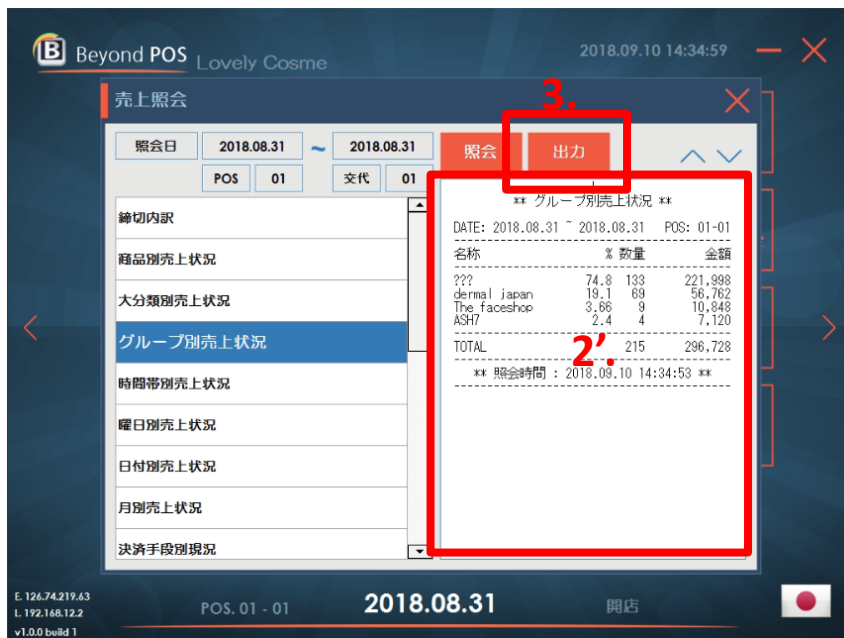 B Beyond POS Lovely Cosme 2018.09.10 14:34:59
売上照会
3.
照会日 2018.08.31 ~ 2018.08.31 照会 出力
POS 01 交代 01
締切内訳
商品別売上状況
大分類別売上状況
グループ別売上状況
時間帯別売上状況
曜日別売上状況
日付別売上状況
月別売上状況
決済手段別現況
** グループ別売上状況 **
DATE: 2018.08.31 ~ 2018.08.31 POS: 01-01
名称 % 数量 金額
??? 74.8 133 221,998
dermal japan 19.1 69 56,762
The faceshop 3.66 9 10,848
ASH7 2.4 4 7,120
TOTAL 215 296,728
2’.
** 照会時間 : 2018.09.10 14:34:53 **
E. 126.74.219.63
L. 192.168.12.2
v1.0.0 build 1
POS. 01 - 01 2018.08.31 開店